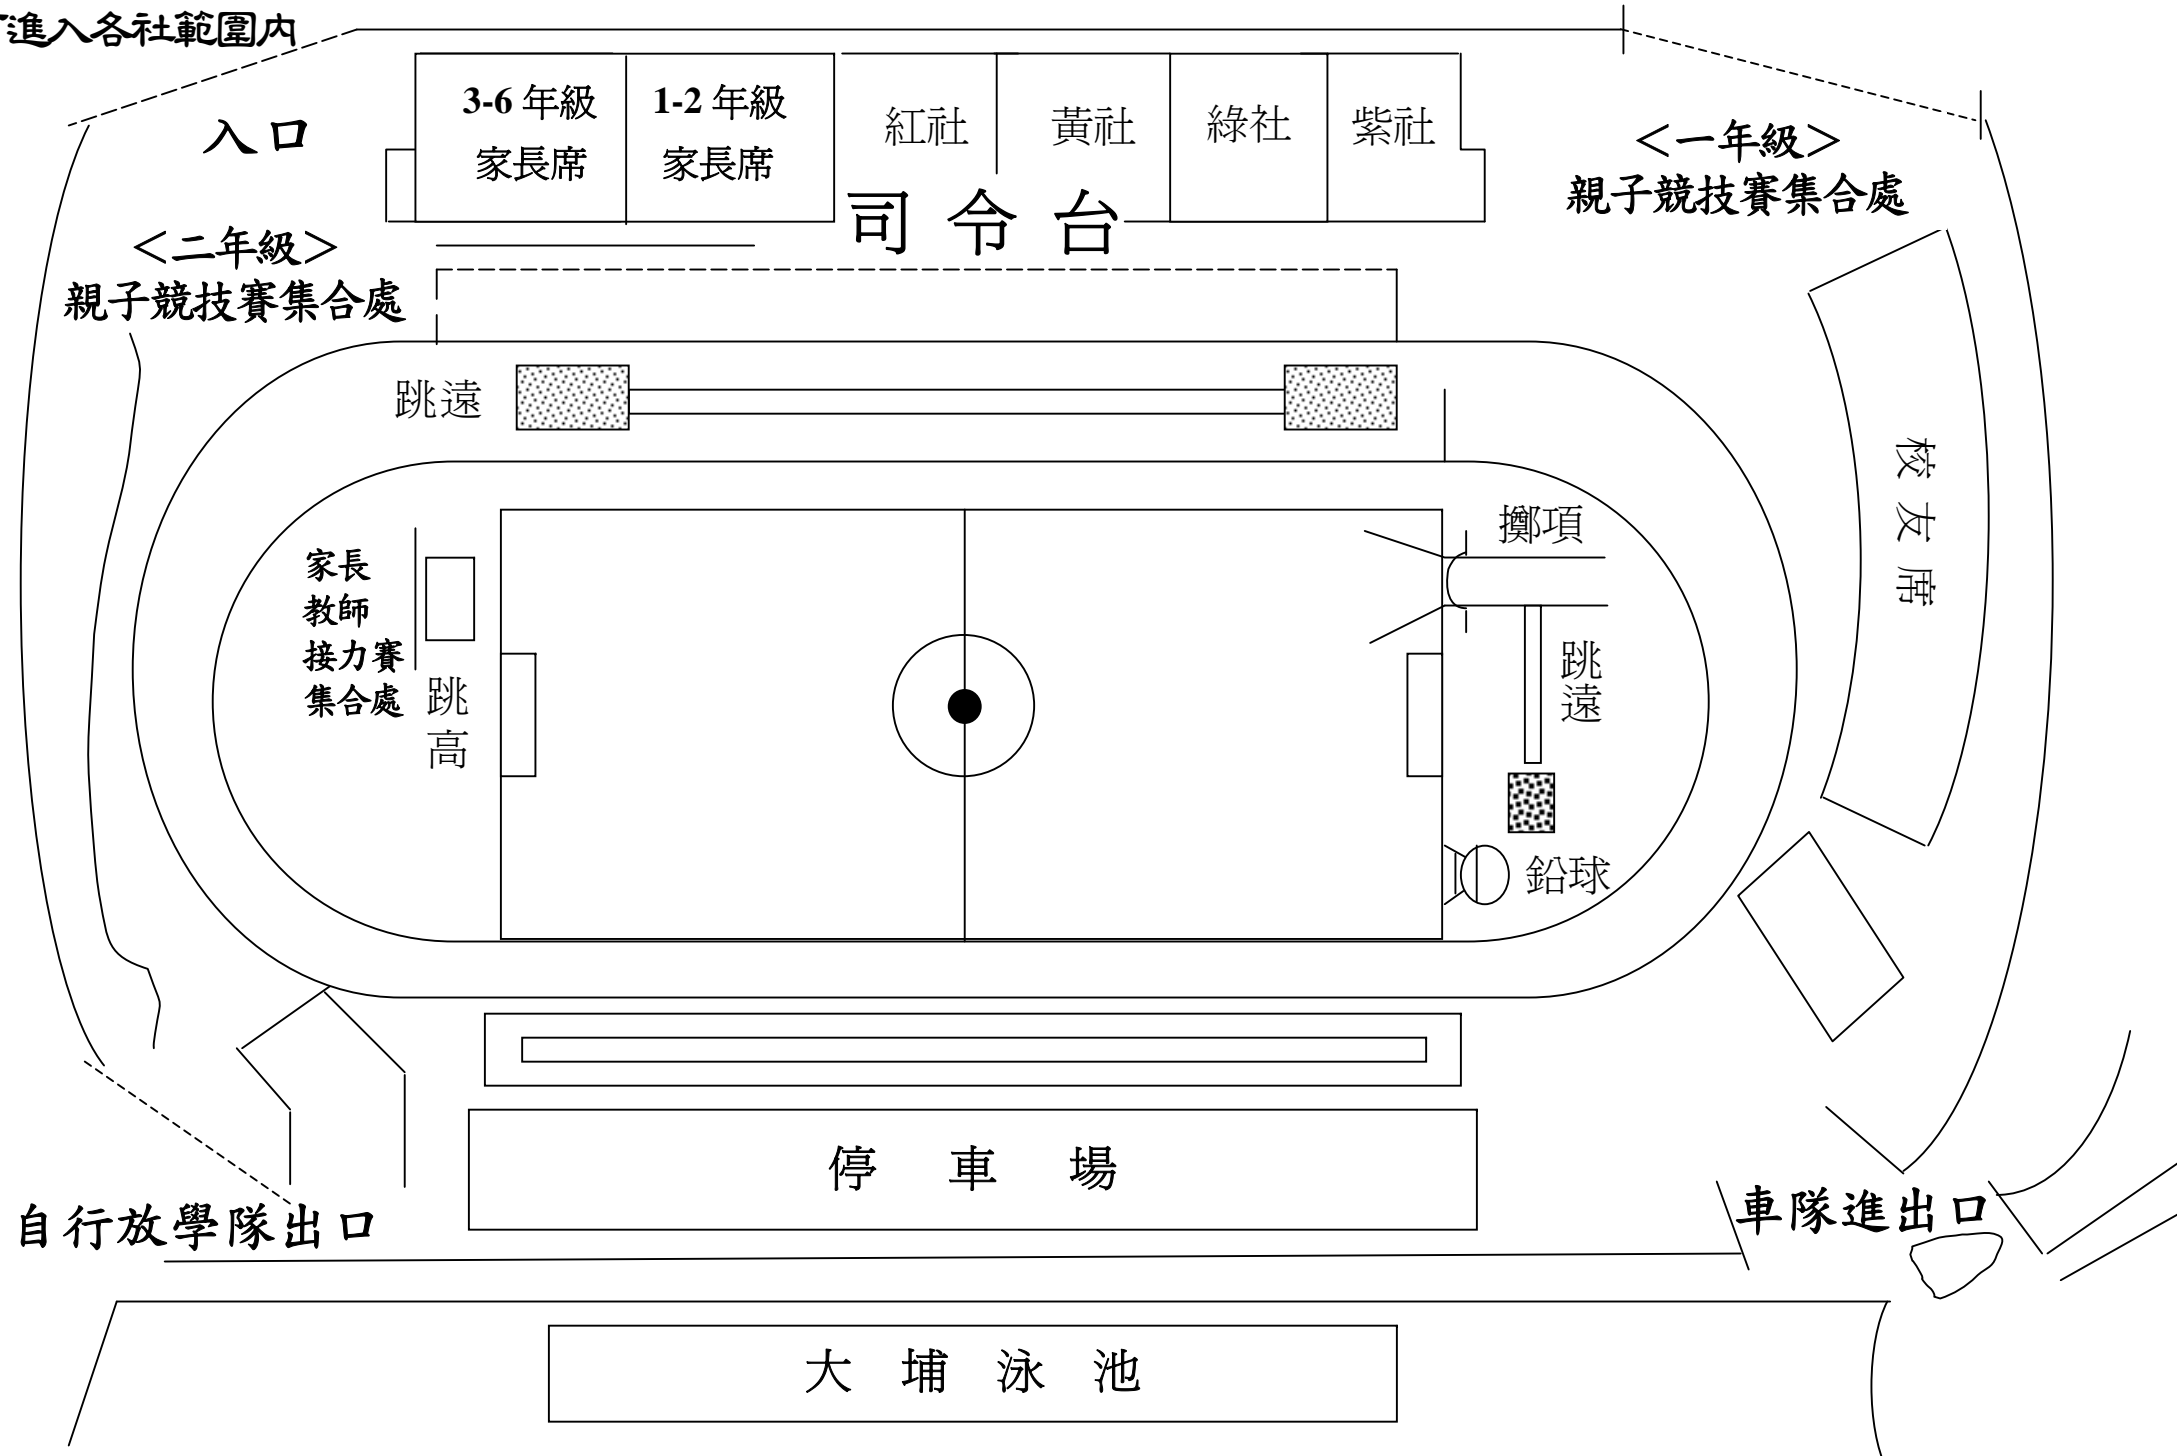 進入各社範圍內
入口
3-6 年級
家長席
1-2 年級
家長席
紅社
黃社
綠社
紫社
司令台
＜一年級＞
親子競技賽集合處
＜二年級＞
親子競技賽集合處
跳遠
校友席
擲項
家長
教師
接力賽
集合處
跳高
跳遠
鉛球
停車場
自行放學隊出口
車隊進出口
大埔泳池